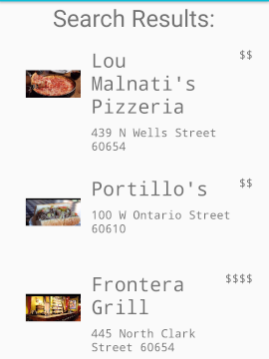 Search Results:
Lou $$
Malnati's
Pizzeria
439 N Wells Street
60654
Portillo's $$
100 W Ontario Street
60610
Frontera $$$$
Grill
445 North Clark
Street 60654